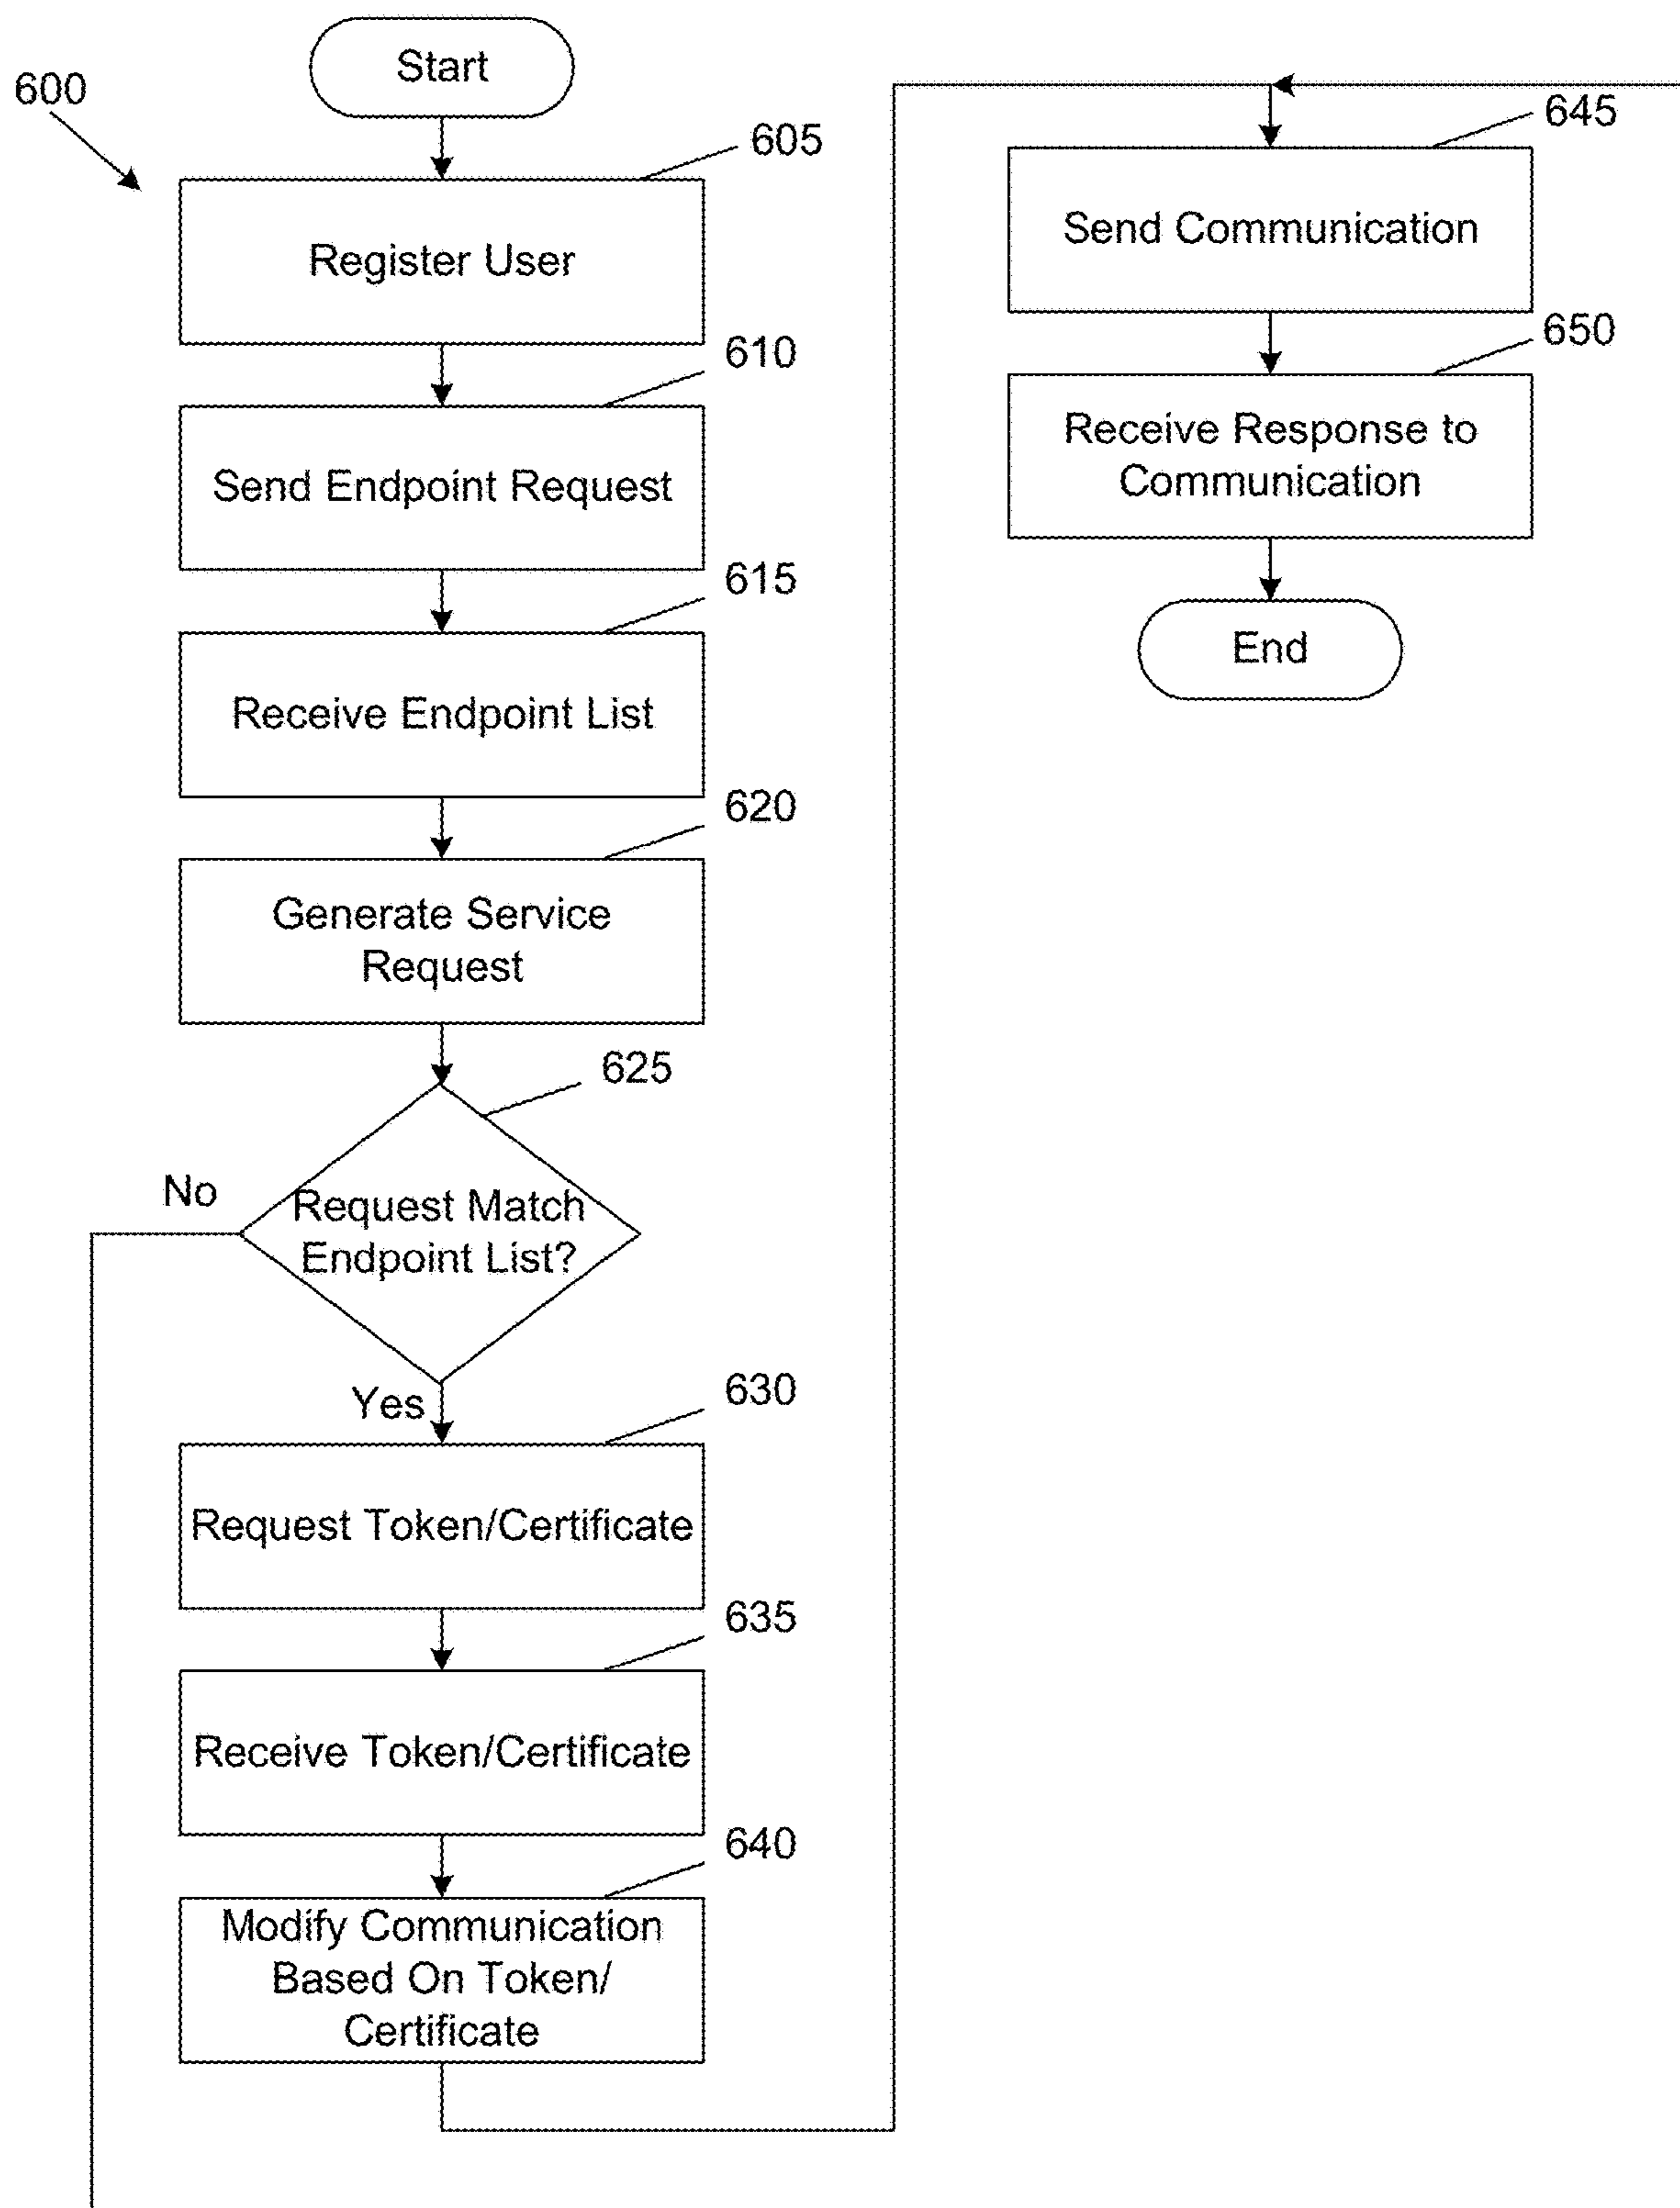 Start
600
605
Register User
610
Send Endpoint Request
615
Receive Endpoint List
620
Generate Service
Request
625
No
Request Match
Endpoint List?
Yes
630
Request Token/Certificate
635
Receive Token/Certificate
640
Modify Communication
Based On Token/
Certificate
645
Send Communication
650
Receive Response to
Communication
End